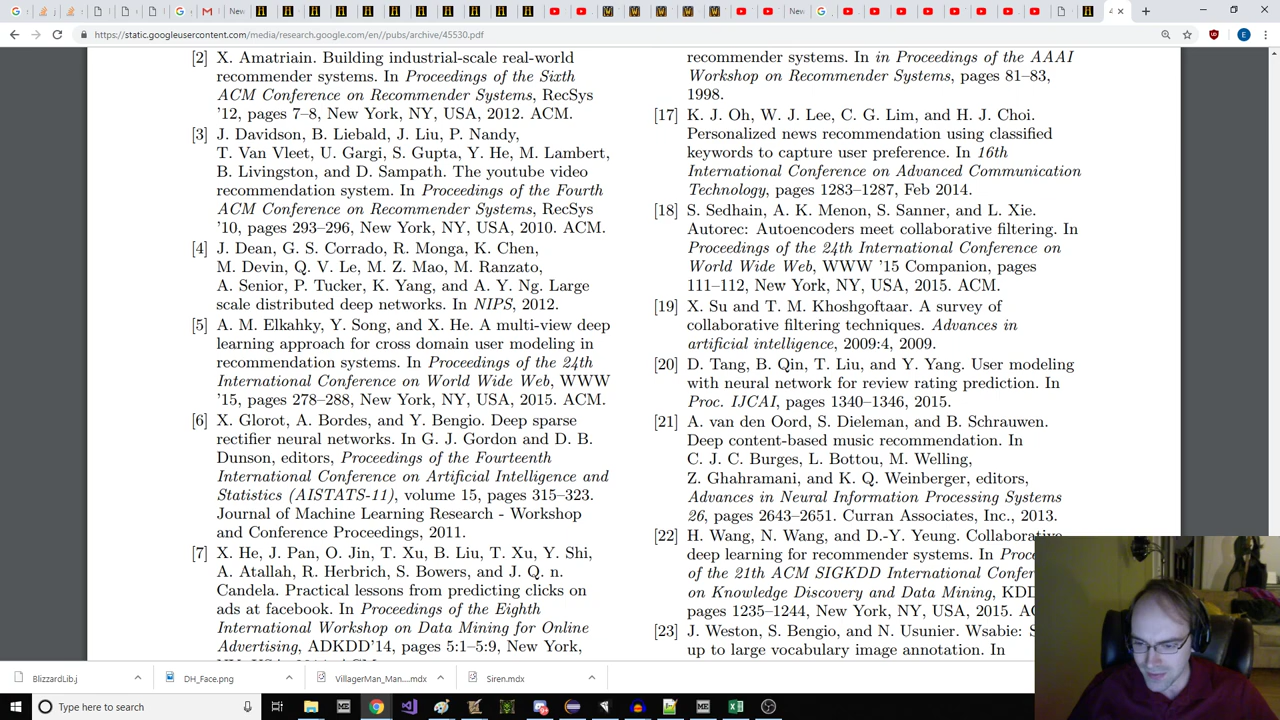 New
New
4
https://static.googleusercontent.com/media/research.google.com/en//pubs/archive/45530.pdf
E
[2] X. Amatriain. Building industrial-scale real-world
recommender systems. In Proceedings of the Sixth
ACM Conference on Recommender Systems, RecSys
'12, pages 7–8, New York, NY, USA, 2012. ACM.
[3] J. Davidson, B. Liebald, J. Liu, P. Nandy,
T. Van Vleet, U. Gargi, S. Gupta, Y. He, M. Lambert,
B. Livingston, and D. Sampath. The youtube video
recommendation system. In Proceedings of the Fourth
ACM Conference on Recommender Systems, RecSys
'10, pages 293–296, New York, NY, USA, 2010. ACM.
[4] J. Dean, G. S. Corrado, R. Monga, K. Chen,
M. Devin, Q. V. Le, M. Z. Mao, M. Ranzato,
A. Senior, P. Tucker, K. Yang, and A. Y. Ng. Large
scale distributed deep networks. In NIPS, 2012.
[5] A. M. Elkahky, Y. Song, and X. He. A multi-view deep
learning approach for cross domain user modeling in
recommendation systems. In Proceedings of the 24th
International Conference on World Wide Web, WWW
'15, pages 278–288, New York, NY, USA, 2015. ACM.
[6] X. Glorot, A. Bordes, and Y. Bengio. Deep sparse
rectifier neural networks. In G. J. Gordon and D. B.
Dunson, editors, Proceedings of the Fourteenth
International Conference on Artificial Intelligence and
Statistics (AISTATS-11), volume 15, pages 315–323.
Journal of Machine Learning Research - Workshop
and Conference Proceedings, 2011.
[7] X. He, J. Pan, O. Jin, T. Xu, B. Liu, T. Xu, Y. Shi,
A. Atallah, R. Herbrich, S. Bowers, and J. Q. n.
Candela. Practical lessons from predicting clicks on
ads at facebook. In Proceedings of the Eighth
International Workshop on Data Mining for Online
Advertising, ADKDD'14, pages 5:1–5:9, New York,
recommender systems. In in Proceedings of the AAAI
Workshop on Recommender Systems, pages 81–83,
1998.
[17] K. J. Oh, W. J. Lee, C. G. Lim, and H. J. Choi.
Personalized news recommendation using classified
keywords to capture user preference. In 16th
International Conference on Advanced Communication
Technology, pages 1283–1287, Feb 2014.
[18] S. Sedhain, A. K. Menon, S. Sanner, and L. Xie.
Autorec: Autoencoders meet collaborative filtering. In
Proceedings of the 24th International Conference on
World Wide Web, WWW '15 Companion, pages
111–112, New York, NY, USA, 2015. ACM.
[19] X. Su and T. M. Khoshgoftaar. A survey of
collaborative filtering techniques. Advances in
artificial intelligence, 2009:4, 2009.
[20] D. Tang, B. Qin, T. Liu, and Y. Yang. User modeling
with neural network for review rating prediction. In
Proc. IJCAI, pages 1340–1346, 2015.
[21] A. van den Oord, S. Dieleman, and B. Schrauwen.
Deep content-based music recommendation. In
C. J. C. Burges, L. Bottou, M. Welling,
Z. Ghahramani, and K. Q. Weinberger, editors,
Advances in Neural Information Processing Systems
26, pages 2643–2651. Curran Associates, Inc., 2013.
[22] H. Wang, N. Wang, and D.-Y. Yeung. Collaborative
deep learning for recommender systems. In Proce
of the 21th ACM SIGKDD International Confer
on Knowledge Discovery and Data Mining, KDD
pages 1235–1244, New York, NY, USA, 2015. AC
[23] J. Weston, S. Bengio, and N. Usunier. Wsabie: S
up to large vocabulary image annotation. In
BlizzardLib.j
DH_Face.png
VillagerMan_Man....mdx
Siren.mdx
Type here to search